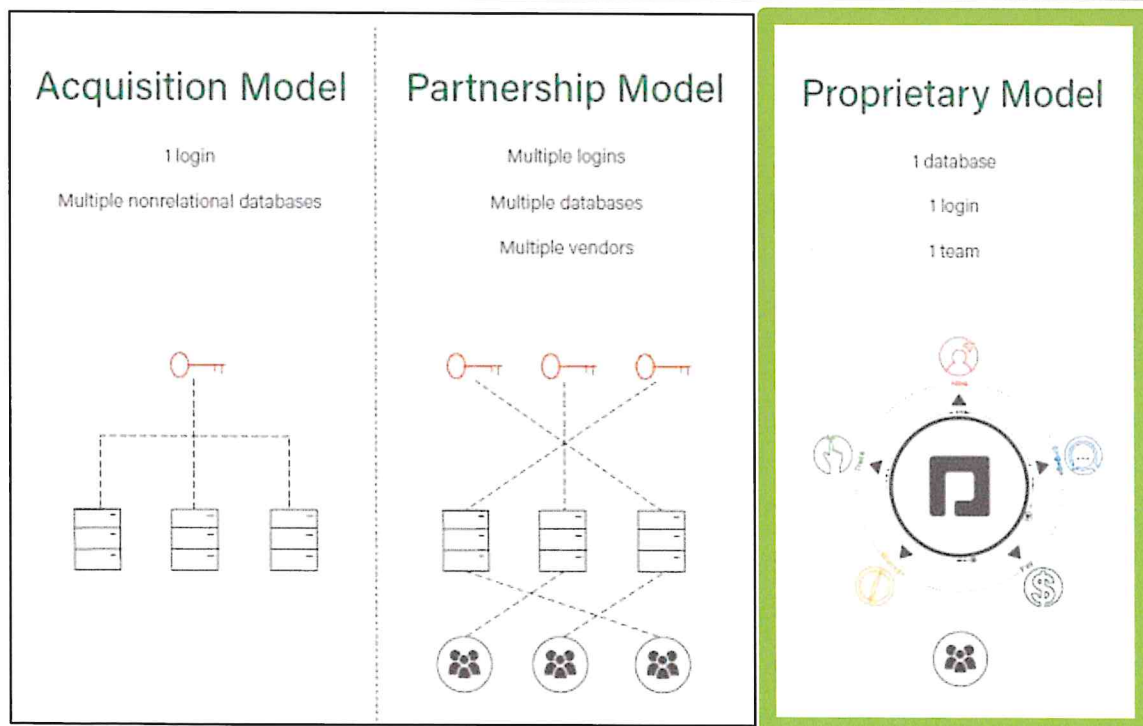 Acquisition Model
1 login
Multiple nonrelational databases
Partnership Model
Multiple logins
Multiple databases
Multiple vendors
Proprietary Model
1 database
1 login
1 team